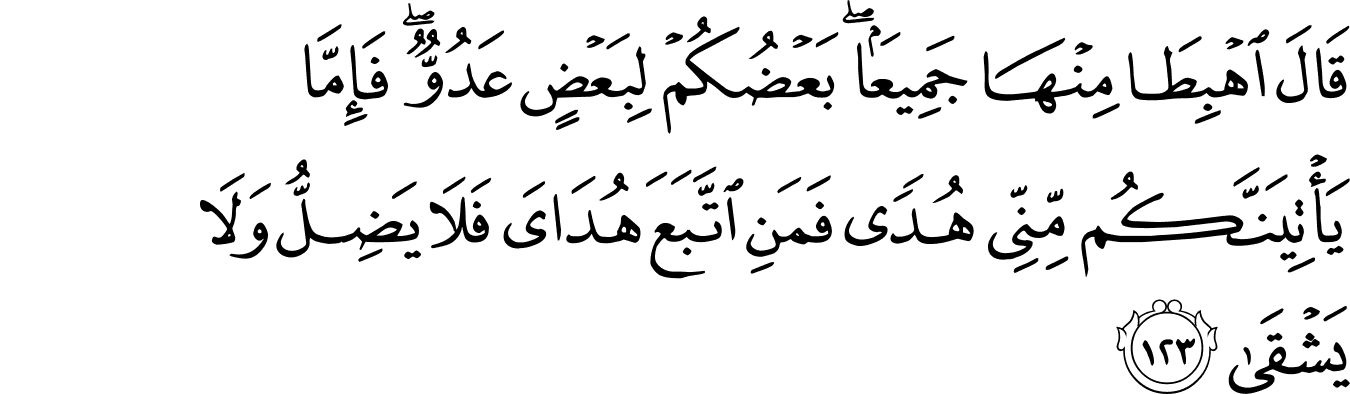 قَالَ ٱهۡبِطَا مِنۡهَا جَمِيعَۢاۖ بَعۡضُكُمۡ لِبَعۡضٍ عَدُوࣱّۖ فَإِمَّا
يَأۡتِيَنَّكُم مِّنِّي هُدࣰى فَمَنِ ٱتَّبَعَ هُدَايَ فَلَا يَضِلُّ وَلَا
يَشۡقَىٰ ١٢٣